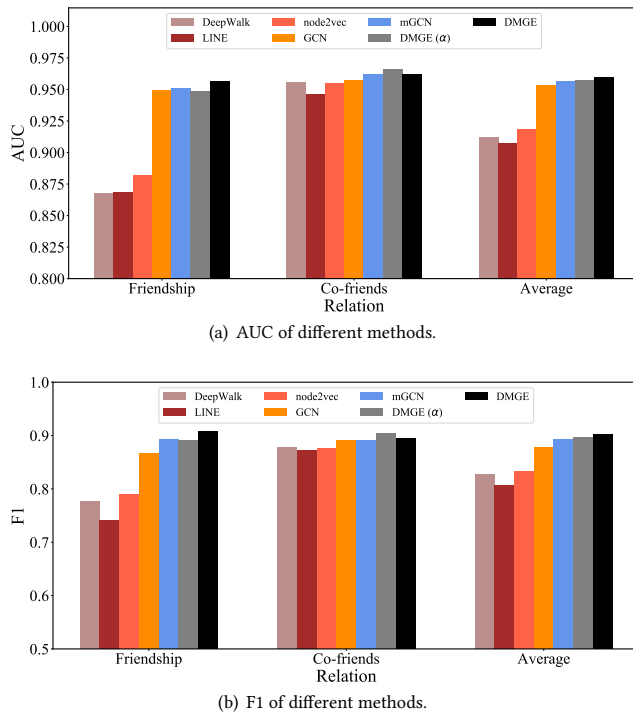 1.000
0.975
0.950
0.925
0.900
0.875
0.850
0.825
0.800
AUC
DeepWalk node2vec mGCN DMGE
LINE GCN DMGE (α)
Friendship Co-friends Average
Relation
(a) AUC of different methods.
1.0
0.9
0.8
0.7
0.6
0.5
F1
DeepWalk node2vec mGCN DMGE
LINE GCN DMGE (α)
Friendship Co-friends Average
Relation
(b) F1 of different methods.